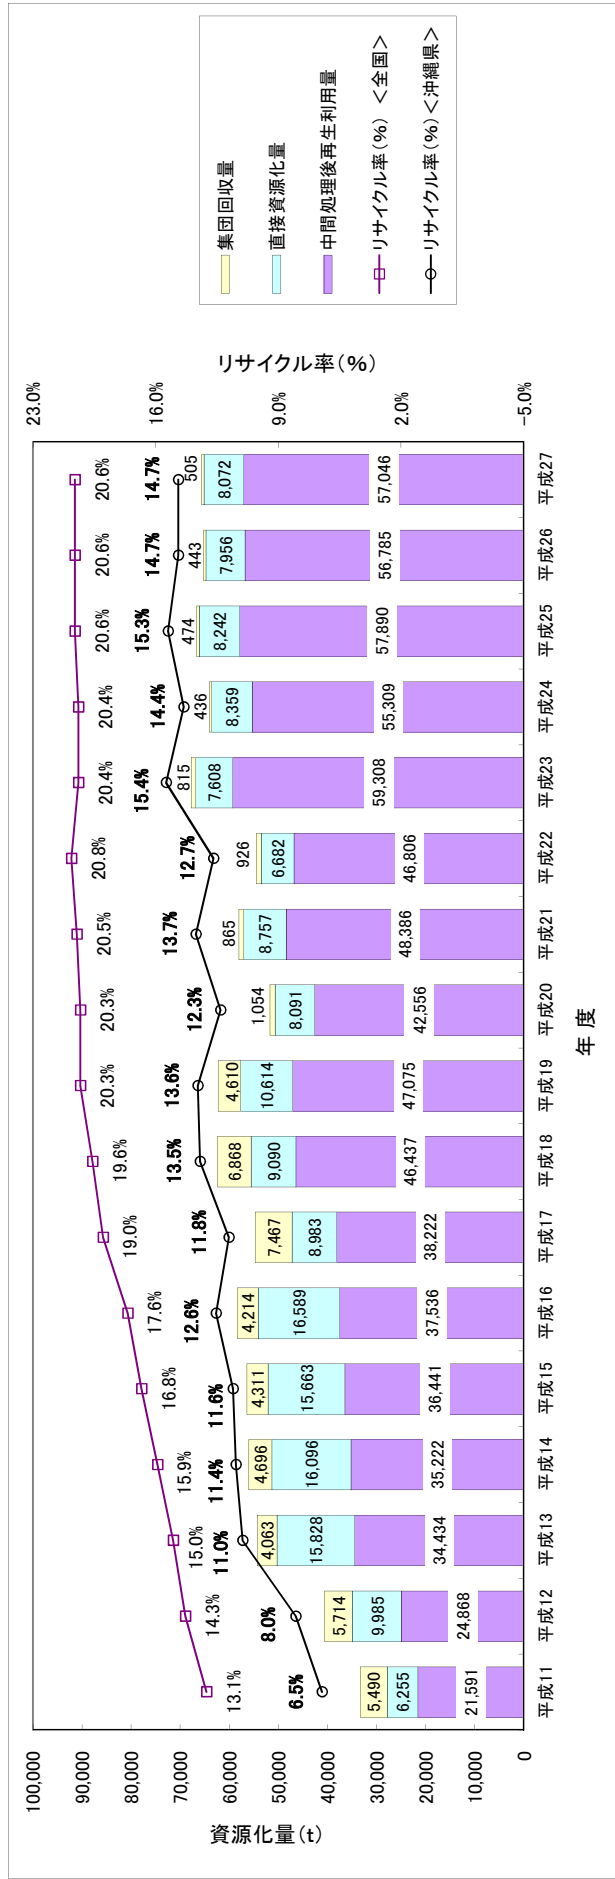 集団回収量
直接資源化量
中間処理後再生利用量
リサイクル率(%) <全国>
リサイクル率(%)<沖縄県>
リサイクル率(%)
23.0%
16.0%
9.0%
2.0%
-5.0%
資源化量(t)
100,000
90,000
80,000
70,000
60,000
50,000
40,000
30,000
20,000
10,000
0
13.1% 14.3% 15.0% 15.9% 16.8% 17.6% 19.0% 19.6% 20.3% 20.3% 20.5% 20.8% 20.4% 20.4% 20.6% 20.6% 20.6%
6.5% 8.0% 11.0% 11.4% 11.6% 12.6% 11.8% 13.5% 13.6% 12.3% 13.7% 12.7% 15.4% 14.4% 15.3% 14.7% 14.7%
5,490 5,714 4,063 4,696 4,311 4,214 7,467 6,868 4,610 1,054 865 926 815 436 474 443 505
6,255 9,985 15,828 16,096 15,663 16,589 8,983 9,090 10,614 8,091 8,757 6,682 7,608 8,359 8,242 7,956 8,072
21,591 24,868 34,434 35,222 36,441 37,536 38,222 46,437 47,075 42,556 48,386 46,806 59,308 55,309 57,890 56,785 57,046
平成11 平成12 平成13 平成14 平成15 平成16 平成17 平成18 平成19 平成20 平成21 平成22 平成23 平成24 平成25 平成26 平成27
年度